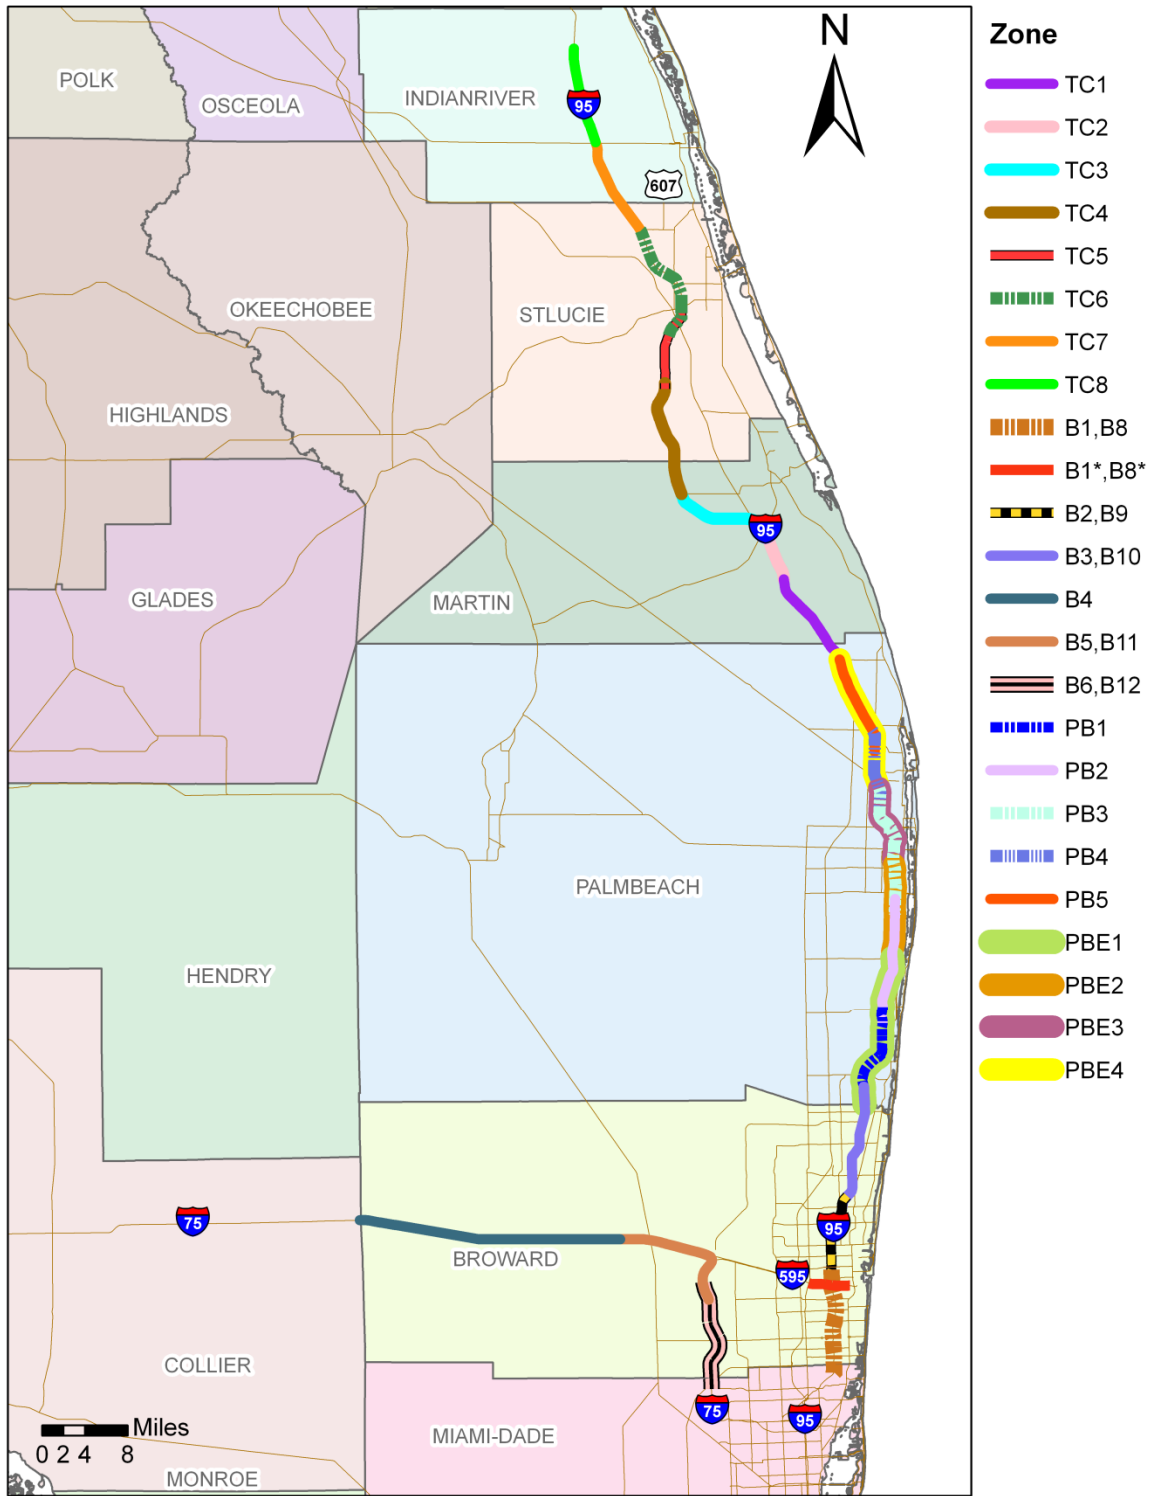 POLK
OSCEOLA
INDIANRIVER
N
95
607
OKEECHOBEE
STLUCIE
HIGHLANDS
95
GLADES
MARTIN
PALMBEACH
HENDRY
75
95
BROWARD
595
COLLIER
75
95
MIAMI-DADE
Miles
0 2 4 8
MONROE
Zone
TC1
TC2
TC3
TC4
TC5
TC6
TC7
TC8
B1,B8
B1*,B8*
B2,B9
B3,B10
B4
B5,B11
B6,B12
PB1
PB2
PB3
PB4
PB5
PBE1
PBE2
PBE3
PBE4